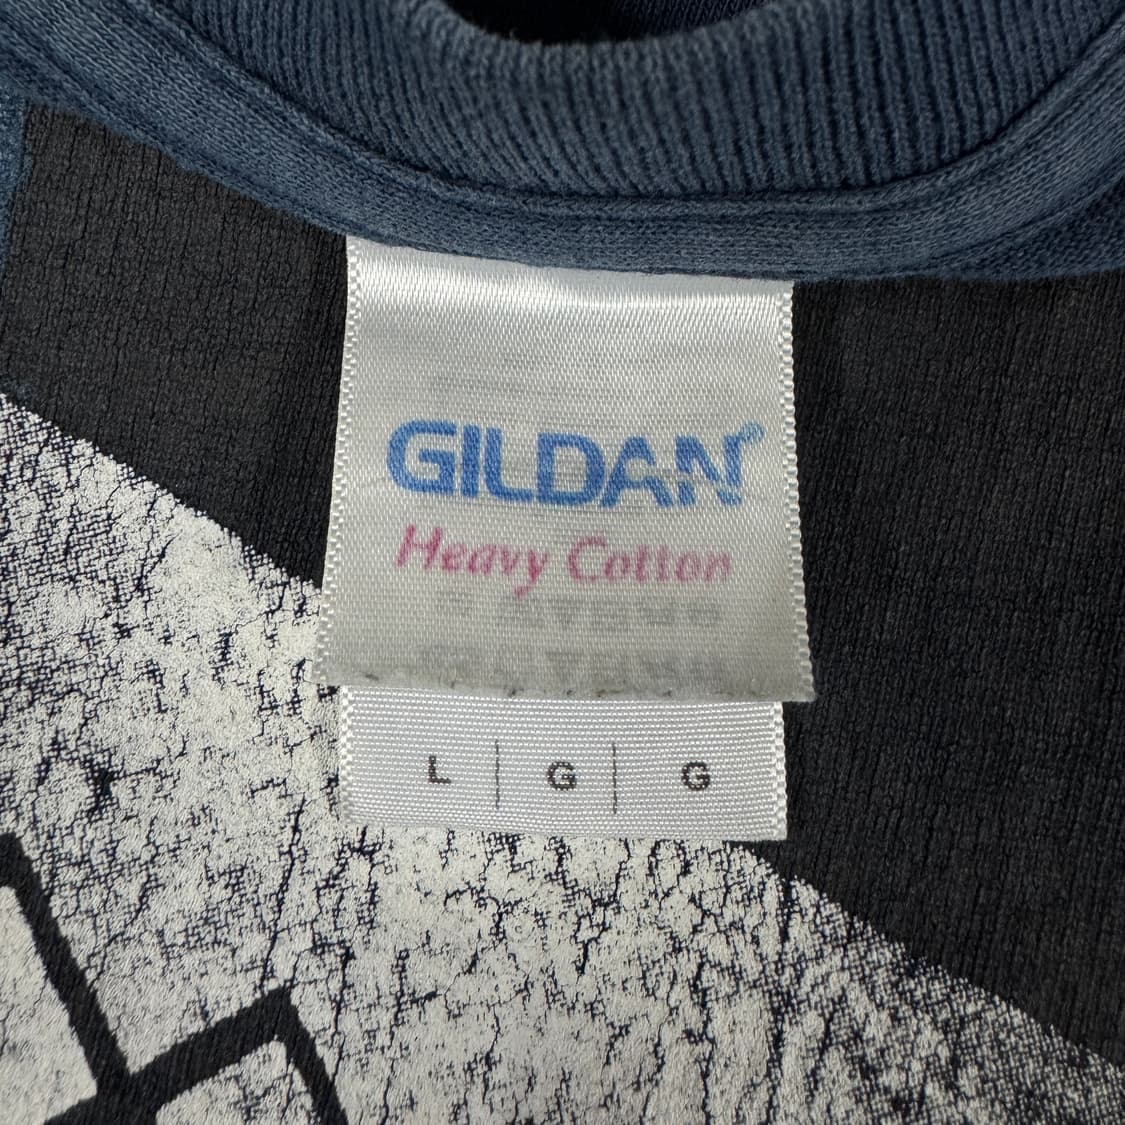 GILDAN®
Heavy Cotton
L | G | G